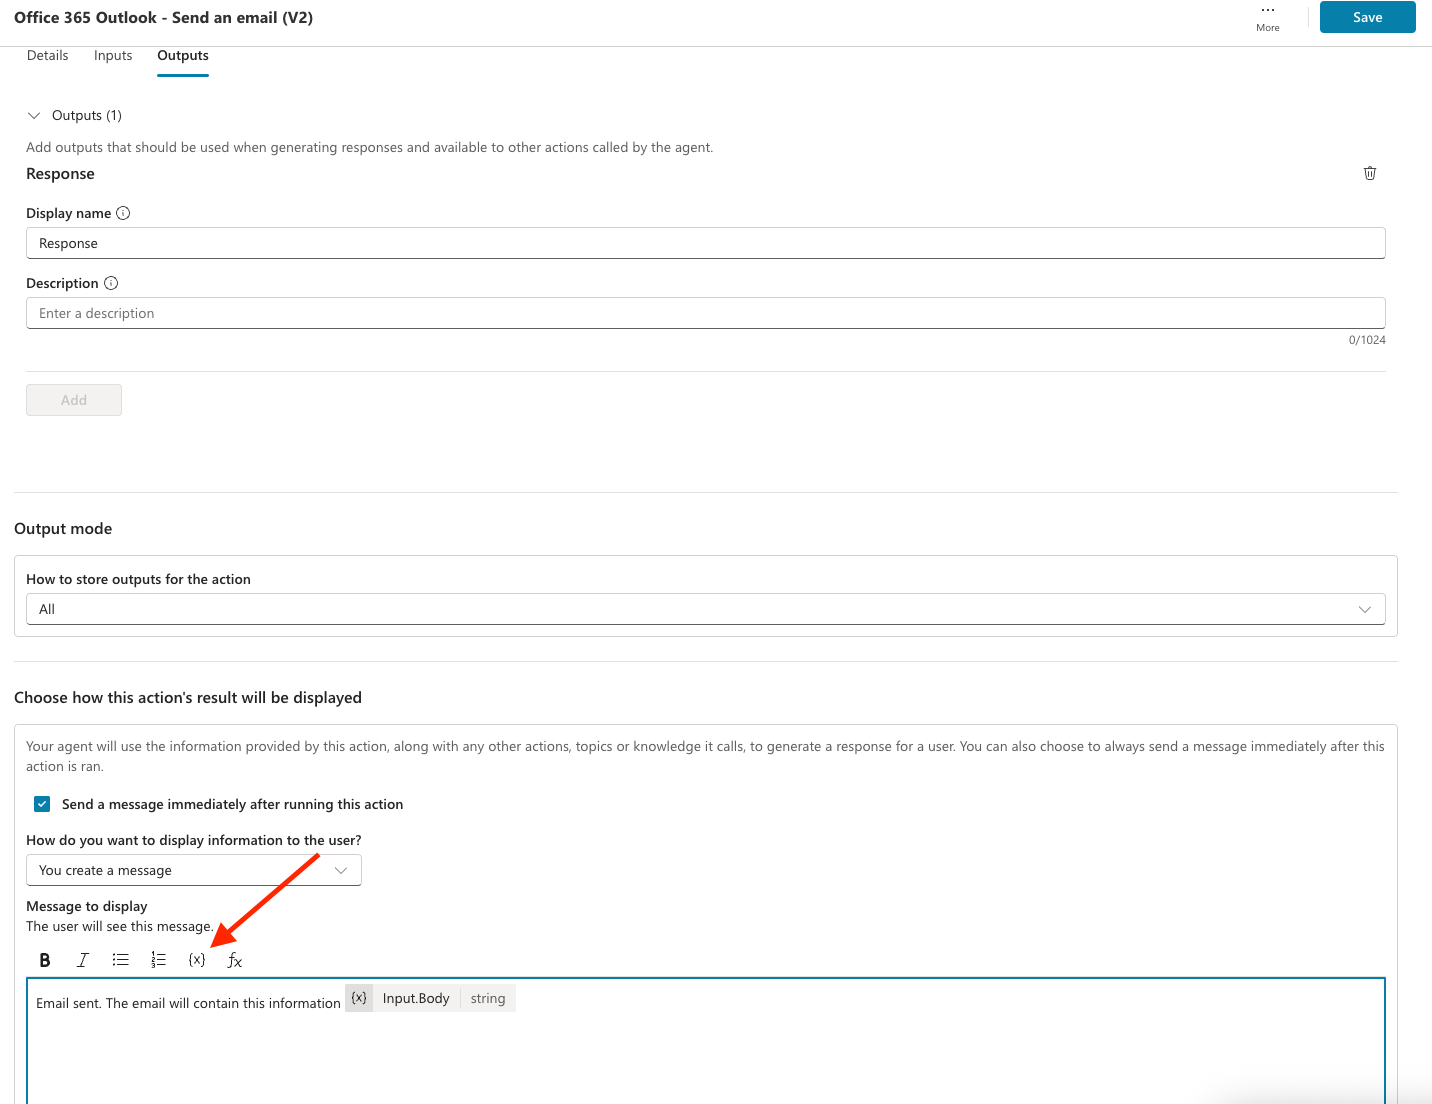 Office 365 Outlook - Send an email (V2)
More
Save
Details
Inputs
Outputs
Outputs (1)
Add outputs that should be used when generating responses and available to other actions called by the agent.
Response
Display name
Response
Description
Enter a description
0/1024
Add
Output mode
How to store outputs for the action
All
Choose how this action's result will be displayed
Your agent will use the information provided by this action, along with any other actions, topics or knowledge it calls, to generate a response for a user. You can also choose to always send a message immediately after this
action is ran.
Send a message immediately after running this action
How do you want to display information to the user?
You create a message
Message to display
The user will see this message.
B I {x} fx
Email sent. The email will contain this information {x} Input.Body string